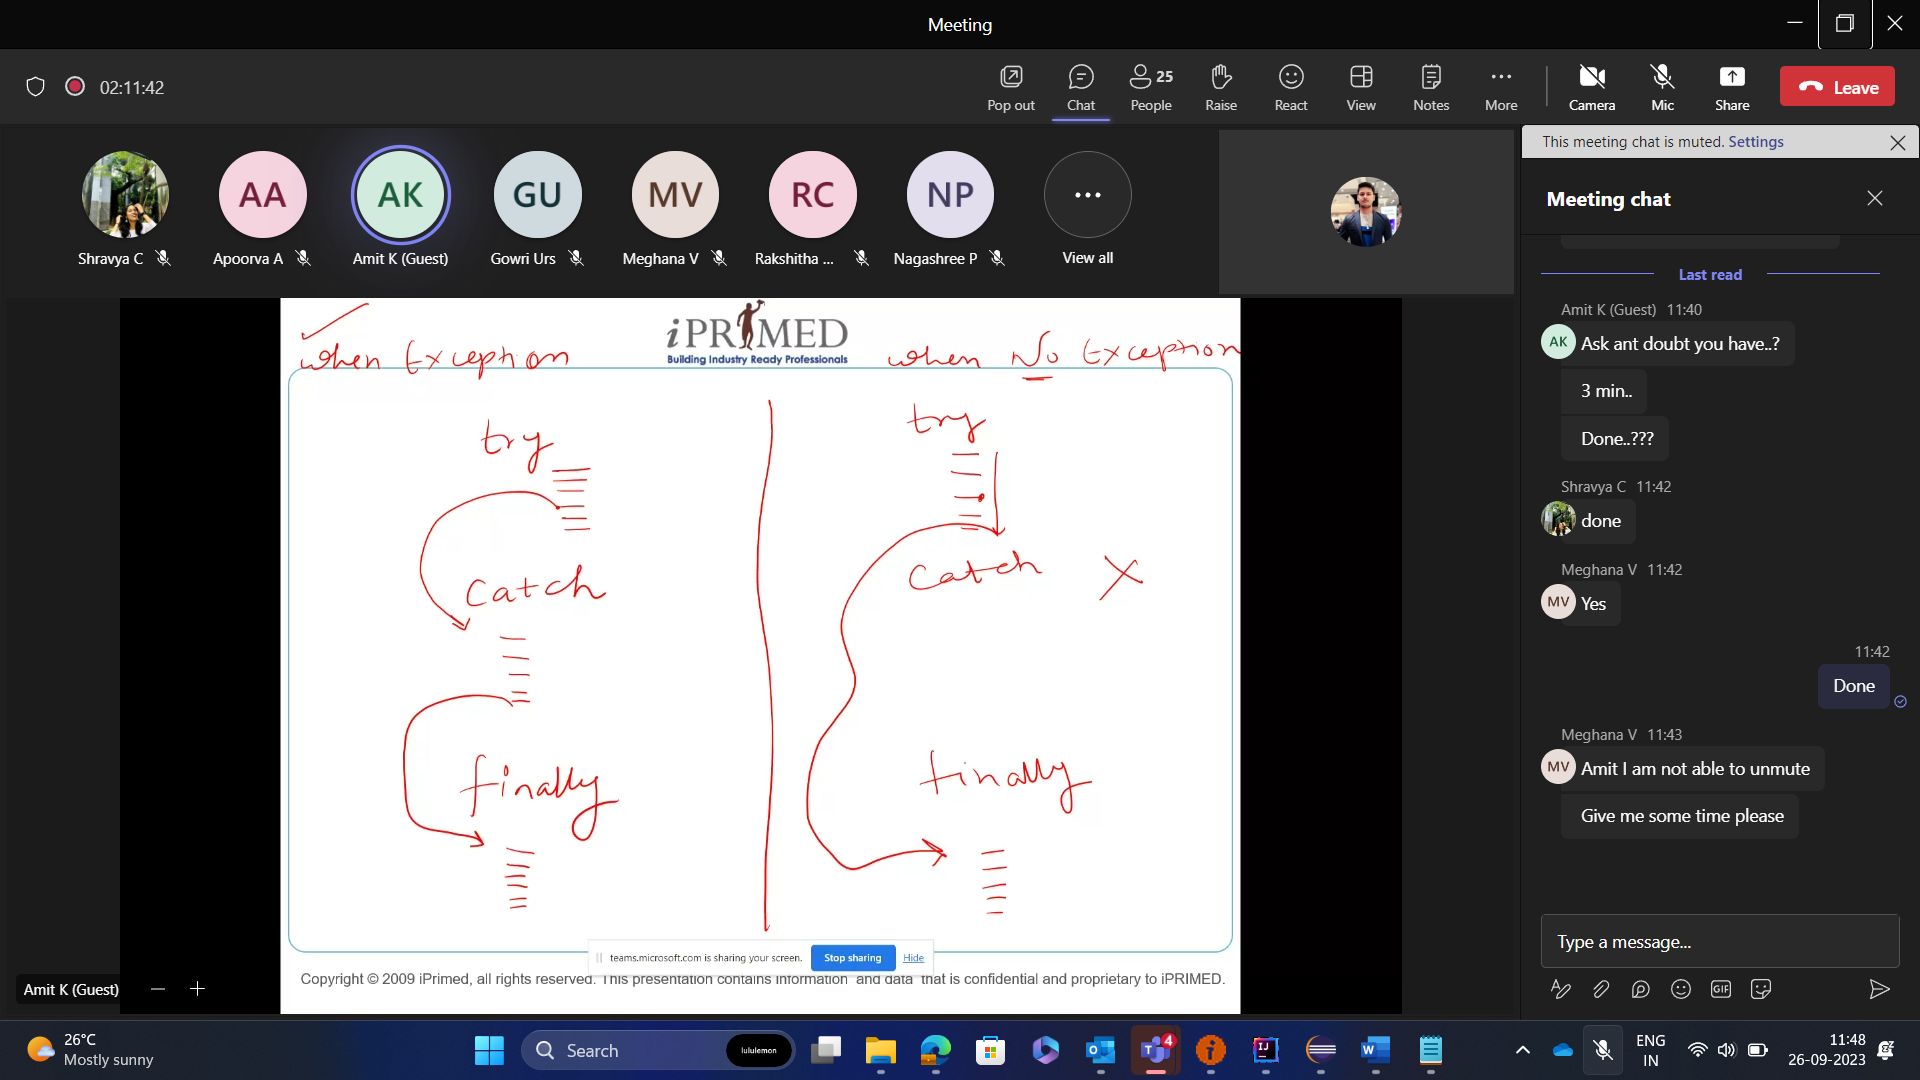 Meeting
02:11:42
Pop out
Chat
25
People
Raise
React
View
Notes
More
Camera
Mic
Share
Leave
AA
AK
GU
MV
RC
NP
Shravya C
Apoorva A
Amit K (Guest)
Gowri Urs
Meghana V
Rakshitha ...
Nagashree P
View all
when Exception
iPRIMED
Building Industry Ready Professionals
when No Exception
try
catch
finally
try
catch X
finally
teams.microsoft.com is sharing your screen.
Stop sharing
Hide
Copyright © 2009 iPrimed, all rights reserved. This presentation contains information and data that is confidential and proprietary to iPRIMED.
Amit K (Guest)
This meeting chat is muted. Settings
Meeting chat
Last read
Amit K (Guest) 11:40
AK
Ask ant doubt you have..?
3 min..
Done..???
Shravya C 11:42
done
Meghana V 11:42
MV
Yes
11:42
Done
Meghana V 11:43
MV
Amit I am not able to unmute
Give me some time please
Type a message...
GIF
26°C
Mostly sunny
Search
lululemon
4
IJ
W
ENG
IN
11:48
26-09-2023